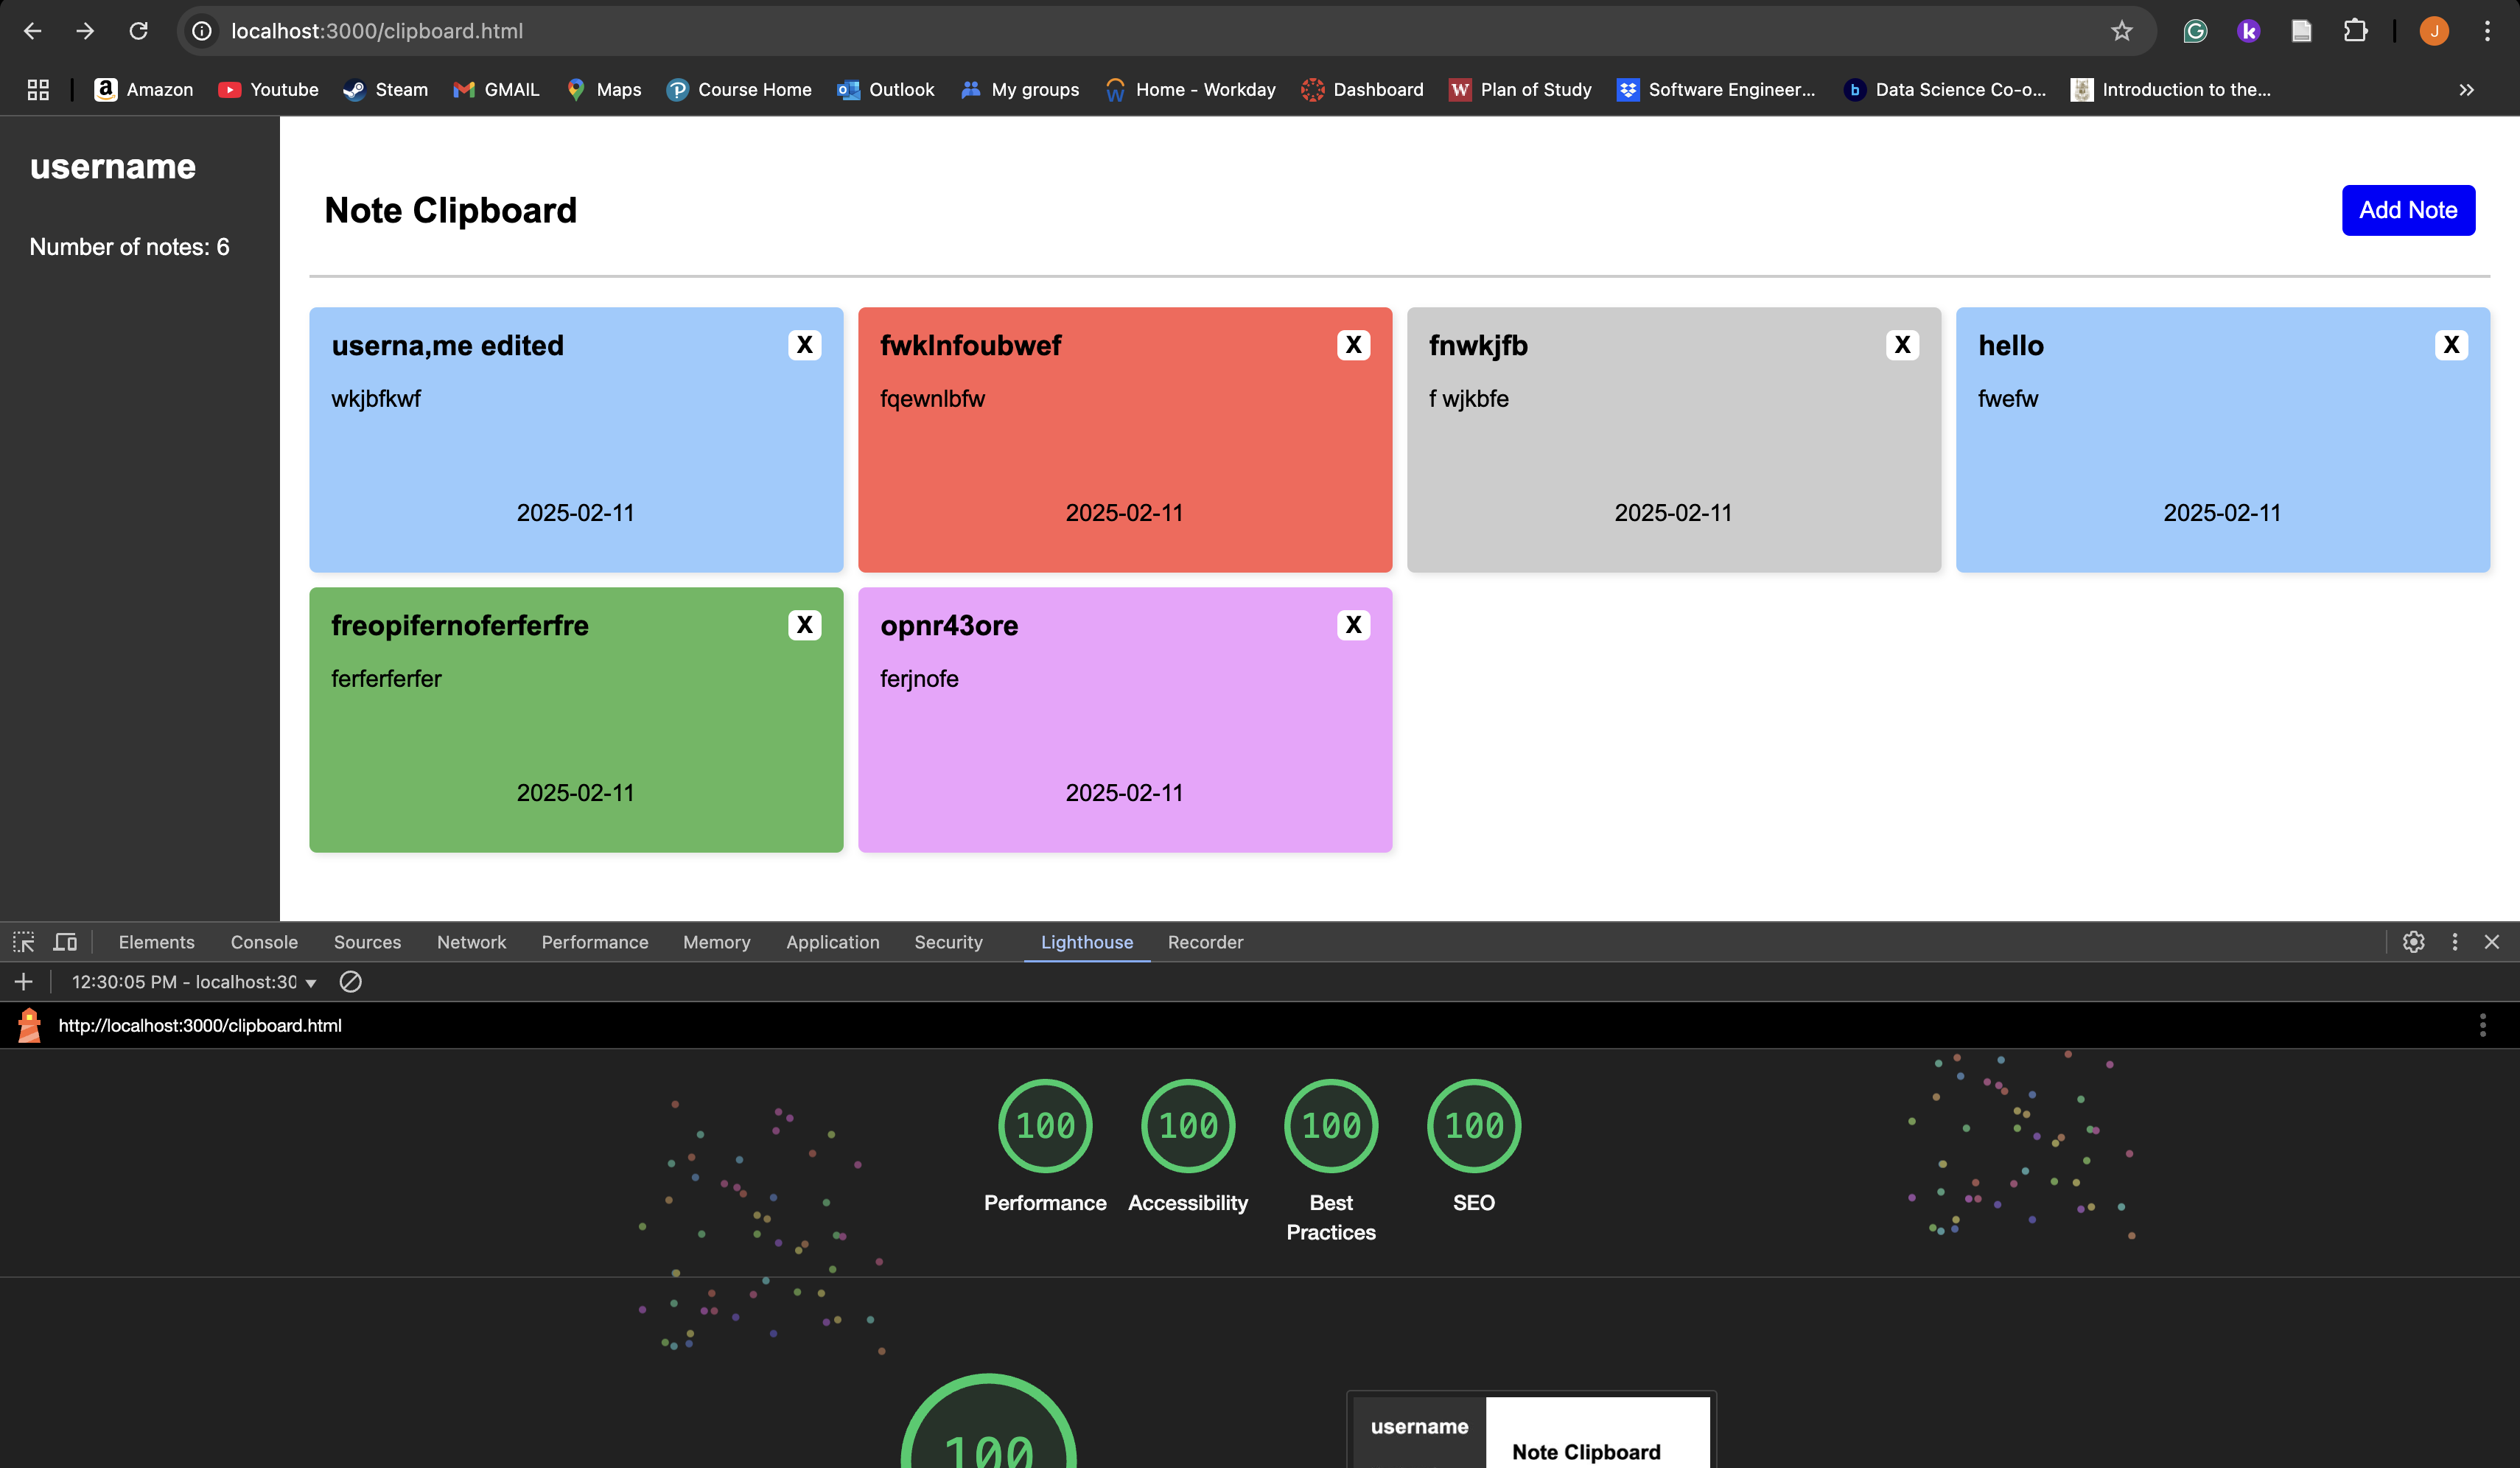 localhost:3000/clipboard.html
J
Amazon Youtube Steam GMAIL Maps Course Home Outlook My groups Home - Workday Dashboard Plan of Study Software Engineer... Data Science Co-o... Introduction to the...
username
Number of notes: 6
Note Clipboard
Add Note
userna,me edited X
wkjbfkwf
2025-02-11
fwklnfoubwef X
fqewnlbfw
2025-02-11
fnwkjfb X
f wjkbfe
2025-02-11
hello X
fwefw
2025-02-11
freopifernoferferfre X
ferferferfer
2025-02-11
opnr43ore X
ferjnofe
2025-02-11
Elements Console Sources Network Performance Memory Application Security Lighthouse Recorder
12:30:05 PM - localhost:30
http://localhost:3000/clipboard.html
100 100 100 100
Performance Accessibility Best Practices SEO
100
username
Note Clipboard